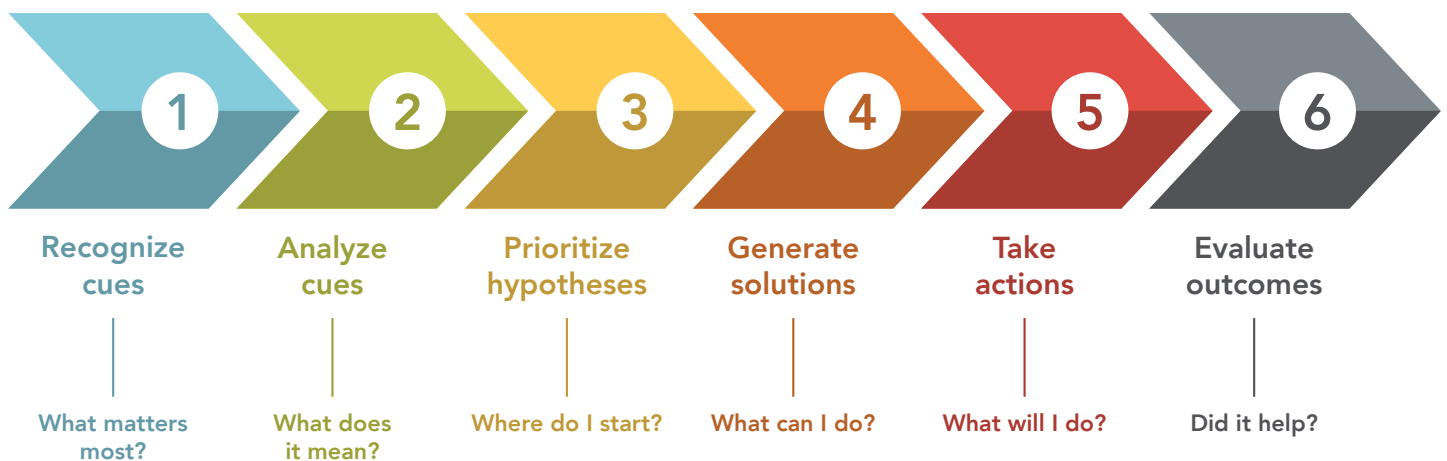 1
2
3
4
5
6
Recognize
cues
Analyze
cues
Prioritize
hypotheses
Generate
solutions
Take
actions
Evaluate
outcomes
What matters
most?
What does
it mean?
Where do I start?
What can I do?
What will I do?
Did it help?